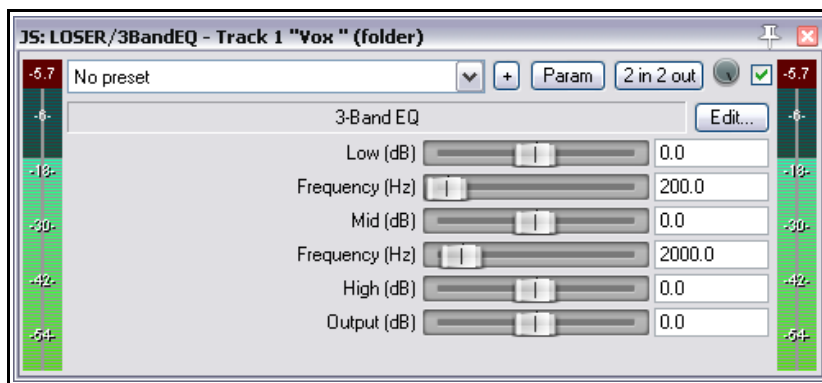 JS: LOSER/3BandEQ - Track 1 "Vox " (folder)
-5.7 No preset + Param 2 in 2 out -5.7
-6- 3-Band EQ Edit... -6-
Low (dB) 0.0
-18- Frequency (Hz) 200.0 -18-
Mid (dB) 0.0
-30- Frequency (Hz) 2000.0 -30-
-42- High (dB) 0.0 -42-
Output (dB) 0.0
-54- -54-